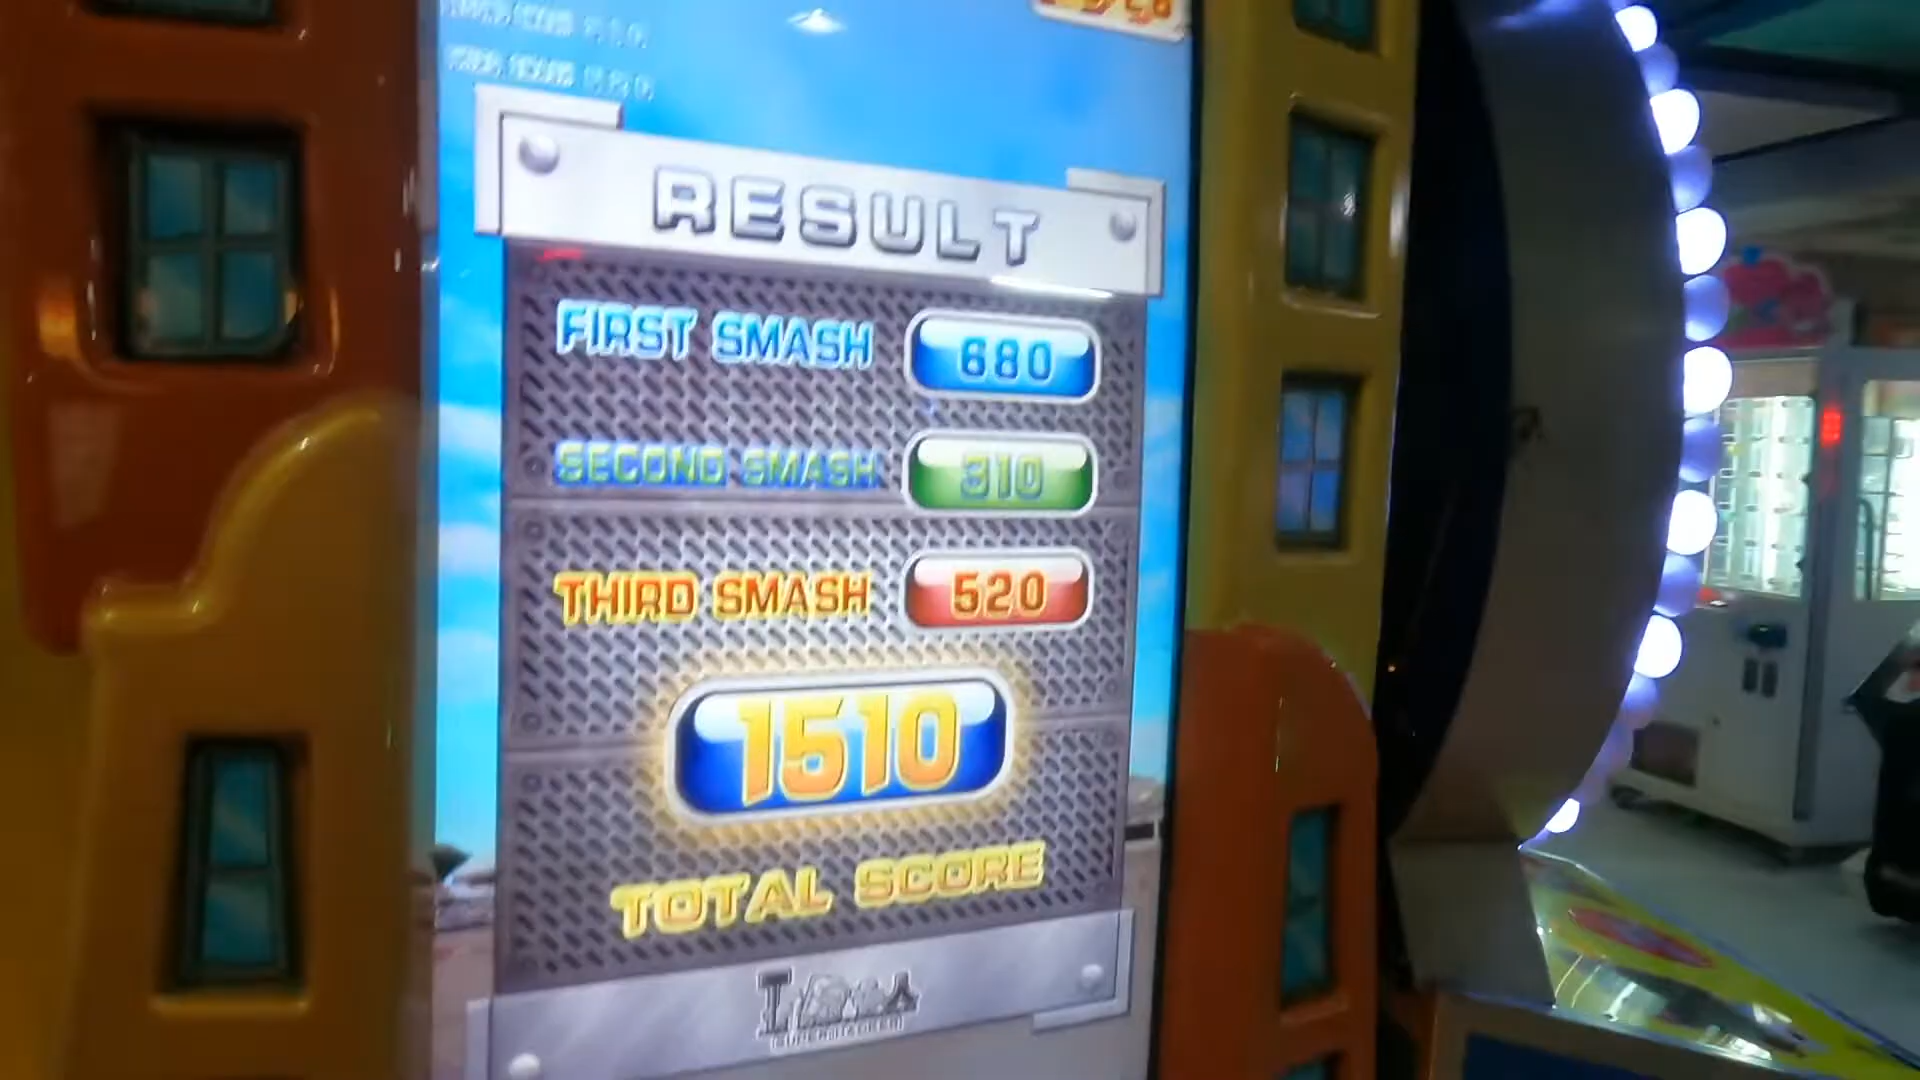 RESULT
FIRST SMASH 680
SECOND SMASH 310
THIRD SMASH 520
1510
TOTAL SCORE